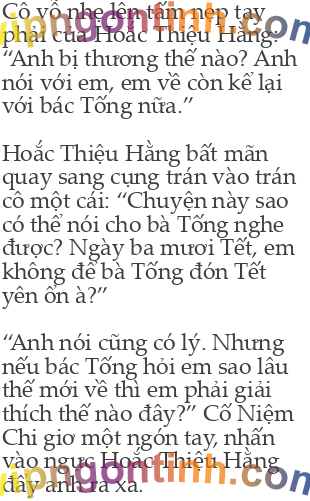 Cô vỗ nhẹ lên tấm nẹp tay
phải của Hoắc Thiệu Hằng:
“Anh bị thương thế nào? Anh
nói với em, em về còn kể lại
với bác Tống nữa.”
Hoắc Thiệu Hằng bất mãn
quay sang cụng trán vào trán
cô một cái: “Chuyện này sao
có thể nói cho bà Tống nghe
được? Ngày ba mươi Tết, em
không để bà Tống đón Tết
yên ổn à?”
“Anh nói cũng có lý. Nhưng
nếu bác Tống hỏi em sao lâu
thế mới về thì em phải giải
thích thế nào đây?” Cố Niệm
Chi giơ một ngón tay, nhấn
vào ngực Hoắc Thiệu Hằng
đẩy anh ra xa.